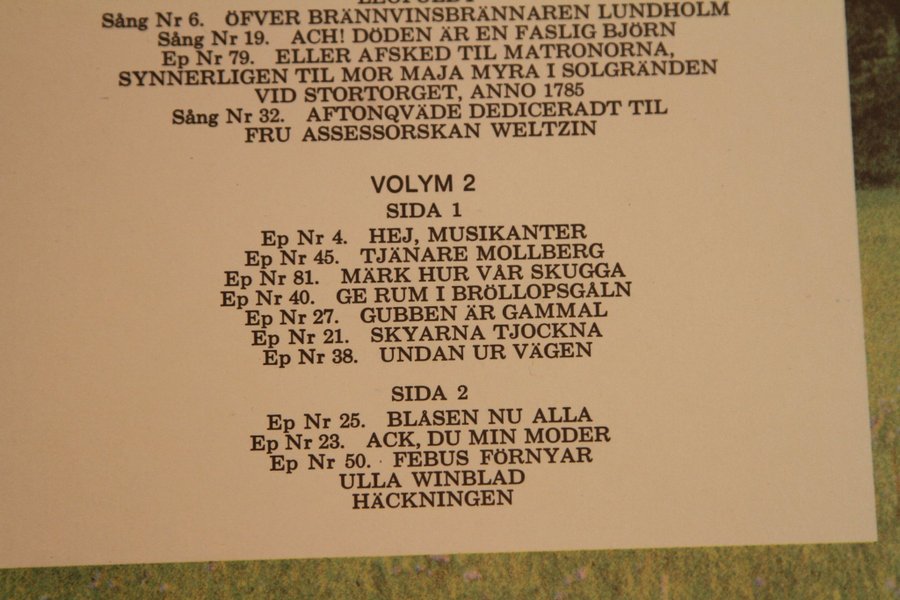 Sång Nr 6. ÖFVER BRÄNNVINSBRÄNNAREN LUNDHOLM
Sång Nr 19. ACH! DÖDEN ÄR EN FASLIG BJÖRN
Ep Nr 79. ELLER AFSKED TIL MATRONORNA,
SYNNERLIGEN TIL MOR MAJA MYRA I SOLGRÄNDEN
VID STORTORGET, ANNO 1785
Sång Nr 32. AFTONQVÄDE DEDICERADT TIL
FRU ASSESSORSKAN WELTZIN
VOLYM 2
SIDA 1
Ep Nr 4. HEJ, MUSIKANTER
Ep Nr 45. TJÄNARE MOLLBERG
Ep Nr 81. MÄRK HUR VÅR SKUGGA
Ep Nr 40. GE RUM I BRÖLLOPSGÅLN
Ep Nr 27. GUBBEN ÄR GAMMAL
Ep Nr 21. SKYARNA TJOCKNA
Ep Nr 38. UNDAN UR VÄGEN
SIDA 2
Ep Nr 25. BLÅSEN NU ALLA
Ep Nr 23. ACK, DU MIN MODER
Ep Nr 50. FEBUS FÖRNYAR
ULLA WINBLAD
HÄCKNINGEN